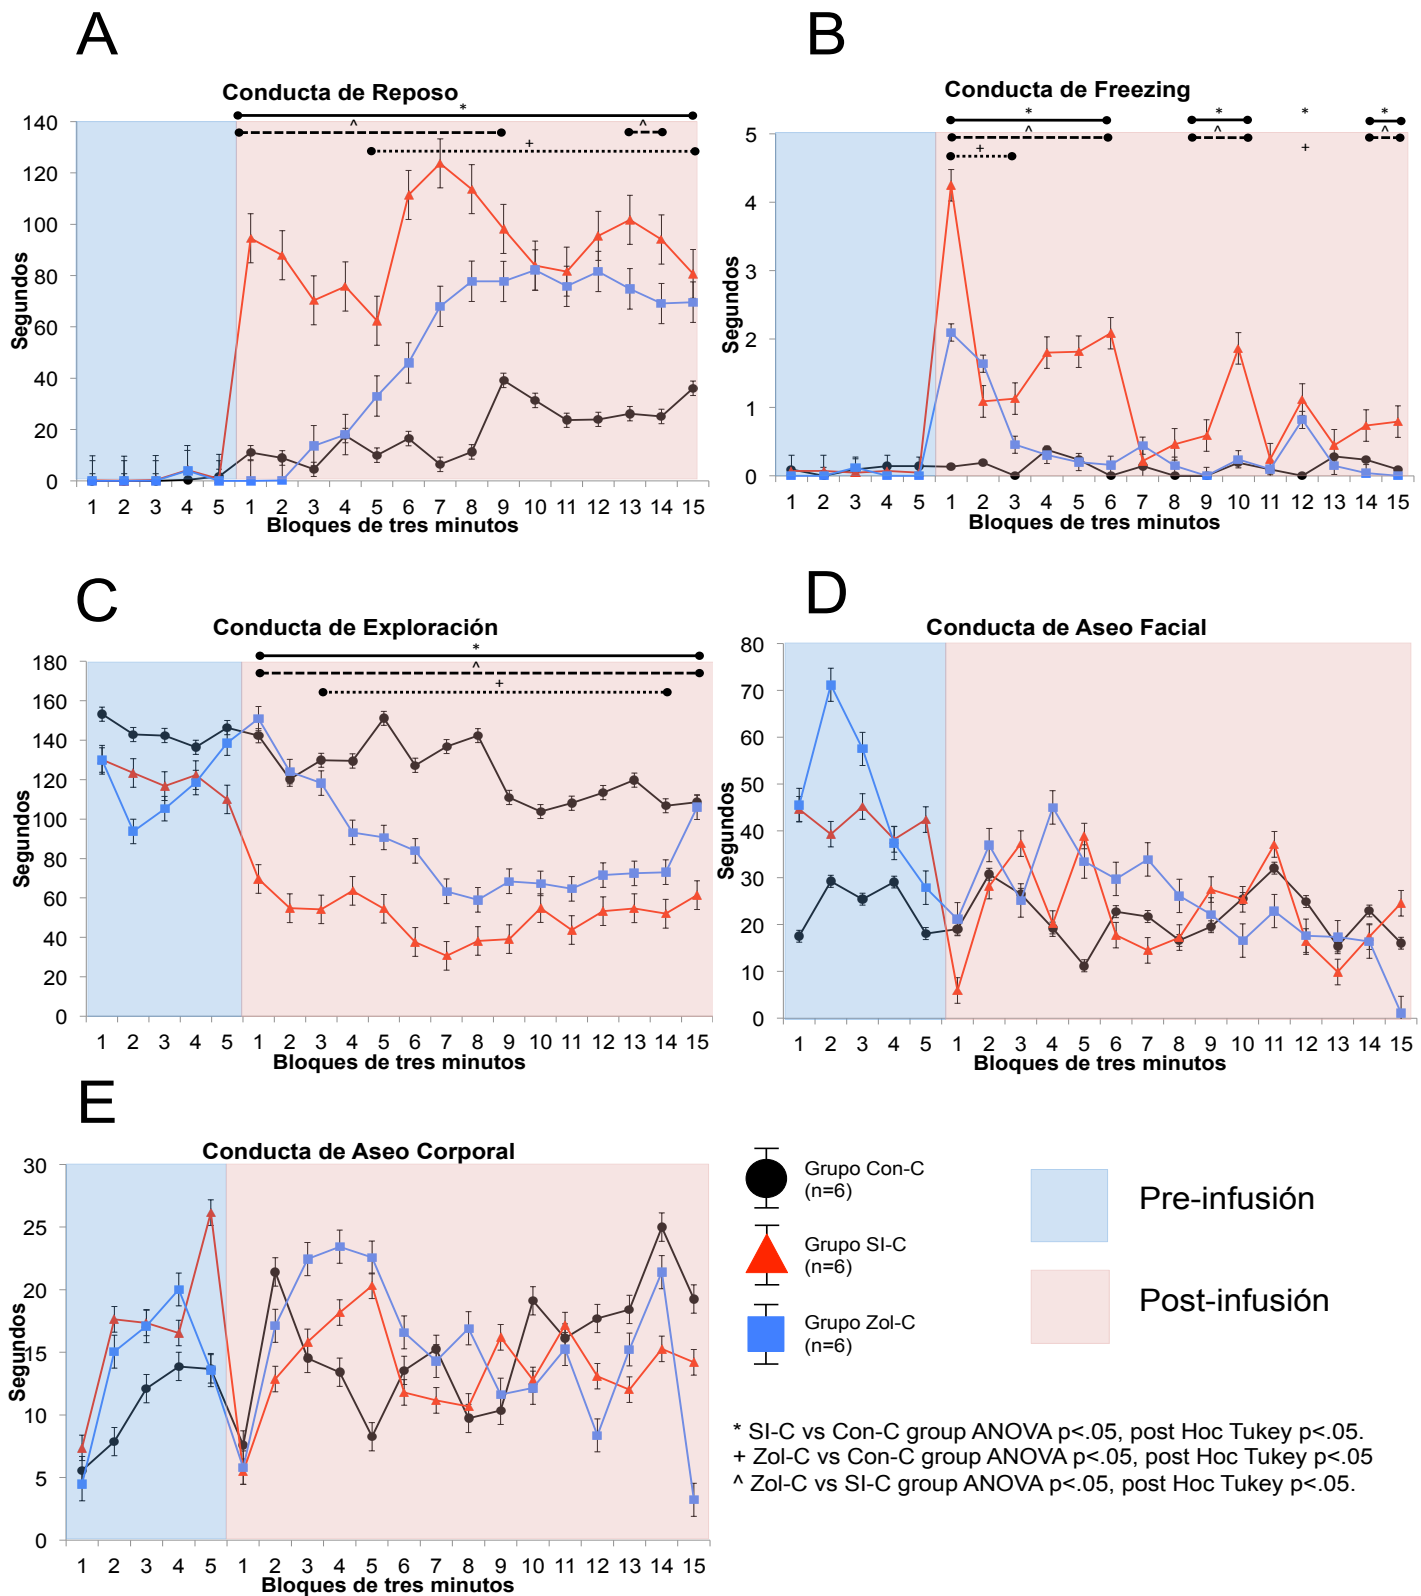 A
Conducta de Reposo
*
^
^
+
Segundos
140
120
100
80
60
40
20
0
1 2 3 4 5 1 2 3 4 5 6 7 8 9 10 11 12 13 14 15
Bloques de tres minutos
B
Conducta de Freezing
* * * *
^ ^ ^
+ +
Segundos
5
4
3
2
1
0
1 2 3 4 5 1 2 3 4 5 6 7 8 9 10 11 12 13 14 15
Bloques de tres minutos
C
Conducta de Exploración
*
^
+
Segundos
180
160
140
120
100
80
60
40
20
0
1 2 3 4 5 1 2 3 4 5 6 7 8 9 10 11 12 13 14 15
Bloques de tres minutos
D
Conducta de Aseo Facial
Segundos
80
70
60
50
40
30
20
10
0
1 2 3 4 5 1 2 3 4 5 6 7 8 9 10 11 12 13 14 15
Bloques de tres minutos
E
Conducta de Aseo Corporal
Segundos
30
25
20
15
10
5
0
1 2 3 4 5 1 2 3 4 5 6 7 8 9 10 11 12 13 14 15
Bloques de tres minutos
Grupo Con-C
(n=6)
Grupo SI-C
(n=6)
Grupo Zol-C
(n=6)
Pre-infusión
Post-infusión
* SI-C vs Con-C group ANOVA p<.05, post Hoc Tukey p<.05.
+ Zol-C vs Con-C group ANOVA p<.05, post Hoc Tukey p<.05
^ Zol-C vs SI-C group ANOVA p<.05, post Hoc Tukey p<.05.